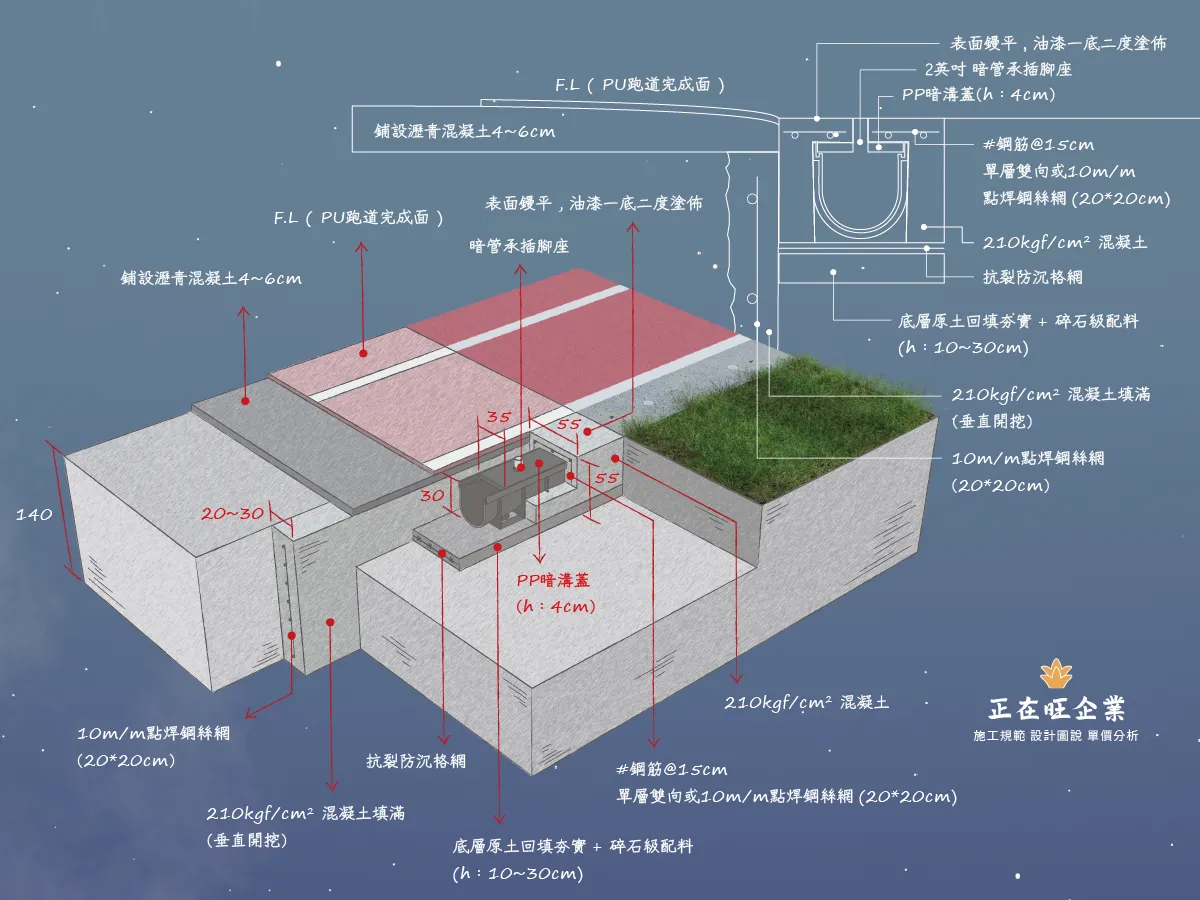 表面鏝平，油漆一底二度塗佈
2英吋 暗管承插腳座
PP暗溝蓋(h：4cm)
F.L ( PU跑道完成面 )
鋪設瀝青混凝土4~6cm
#鋼筋@15cm
單層雙向或10m/m
點焊鋼絲網 (20*20cm)
210kgf/cm² 混凝土
抗裂防沉格網
底層原土回填夯實 + 碎石級配料
(h：10~30cm)
210kgf/cm² 混凝土填滿
(垂直開挖)
10m/m點焊鋼絲網
(20*20cm)
表面鏝平，油漆一底二度塗佈
F.L ( PU跑道完成面 )
暗管承插腳座
鋪設瀝青混凝土4~6cm
35
55
55
30
20~30
140
PP暗溝蓋
(h：4cm)
210kgf/cm² 混凝土
10m/m點焊鋼絲網
(20*20cm)
抗裂防沉格網
#鋼筋@15cm
單層雙向或10m/m點焊鋼絲網 (20*20cm)
210kgf/cm² 混凝土填滿
(垂直開挖)
底層原土回填夯實 + 碎石級配料
(h：10~30cm)
正在旺企業
施工規範 設計圖說 單價分析